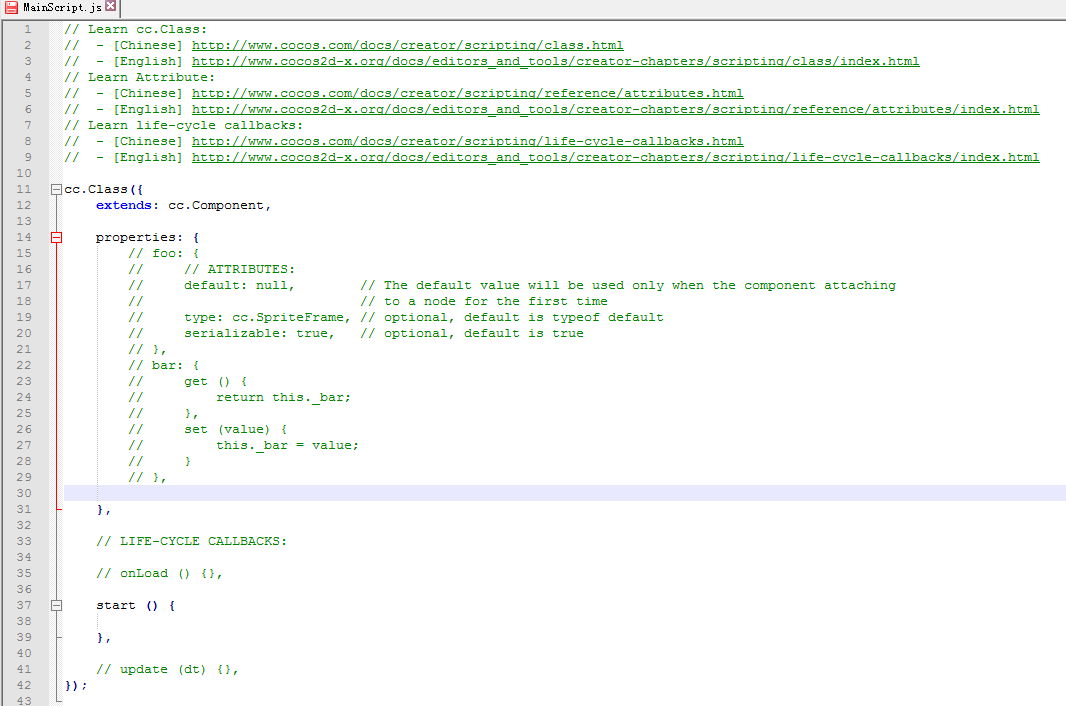 MainScript.js
1 // Learn cc.Class:
2 //  - [Chinese] http://www.cocos.com/docs/creator/scripting/class.html
3 //  - [English] http://www.cocos2d-x.org/docs/editors_and_tools/creator-chapters/scripting/class/index.html
4 // Learn Attribute:
5 //  - [Chinese] http://www.cocos.com/docs/creator/scripting/reference/attributes.html
6 //  - [English] http://www.cocos2d-x.org/docs/editors_and_tools/creator-chapters/scripting/reference/attributes/index.html
7 // Learn life-cycle callbacks:
8 //  - [Chinese] http://www.cocos.com/docs/creator/scripting/life-cycle-callbacks.html
9 //  - [English] http://www.cocos2d-x.org/docs/editors_and_tools/creator-chapters/scripting/life-cycle-callbacks/index.html
10
11 cc.Class({
12     extends: cc.Component,
13
14     properties: {
15         // foo: {
16         //     // ATTRIBUTES:
17         //     default: null,        // The default value will be used only when the component attaching
18         //                           // to a node for the first time
19         //     type: cc.SpriteFrame, // optional, default is typeof default
20         //     serializable: true,   // optional, default is true
21         // },
22         // bar: {
23         //     get () {
24         //         return this._bar;
25         //     },
26         //     set (value) {
27         //         this._bar = value;
28         //     }
29         // },
30
31     },
32
33     // LIFE-CYCLE CALLBACKS:
34
35     // onLoad () {},
36
37     start () {
38
39     },
40
41     // update (dt) {},
42 });
43